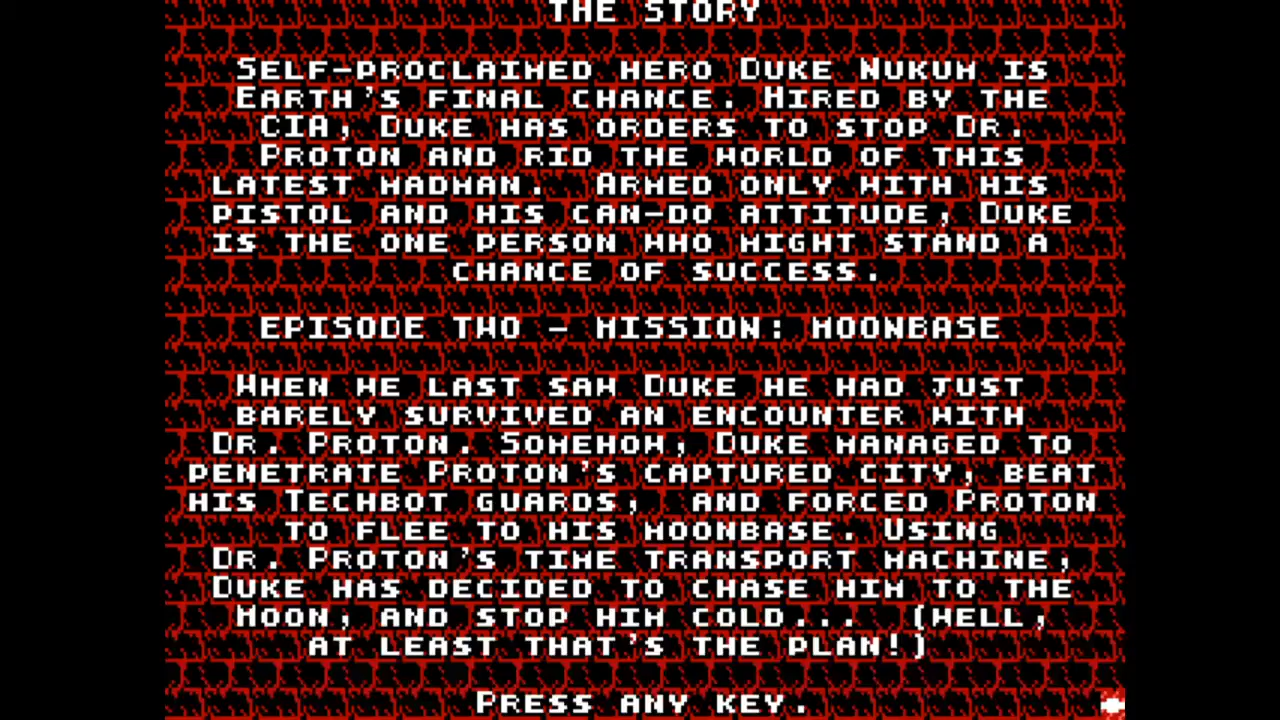 THE STORY
SELF-PROCLAIMED HERO DUKE NUKUM IS
EARTH'S FINAL CHANCE. HIRED BY THE
CIA, DUKE HAS ORDERS TO STOP DR.
PROTON AND RID THE WORLD OF THIS
LATEST MADMAN. ARMED ONLY WITH HIS
PISTOL AND HIS CAN-DO ATTITUDE, DUKE
IS THE ONE PERSON WHO MIGHT STAND A
CHANCE OF SUCCESS.
EPISODE TWO - MISSION: MOONBASE
WHEN WE LAST SAW DUKE HE HAD JUST
BARELY SURVIVED AN ENCOUNTER WITH
DR. PROTON. SOMEHOW, DUKE MANAGED TO
PENETRATE PROTON'S CAPTURED CITY, BEAT
HIS TECHBOT GUARDS, AND FORCED PROTON
TO FLEE TO HIS MOONBASE. USING
DR. PROTON'S TIME TRANSPORT MACHINE,
DUKE HAS DECIDED TO CHASE HIM TO THE
MOON, AND STOP HIM COLD... (WELL,
AT LEAST THAT'S THE PLAN!)
PRESS ANY KEY.